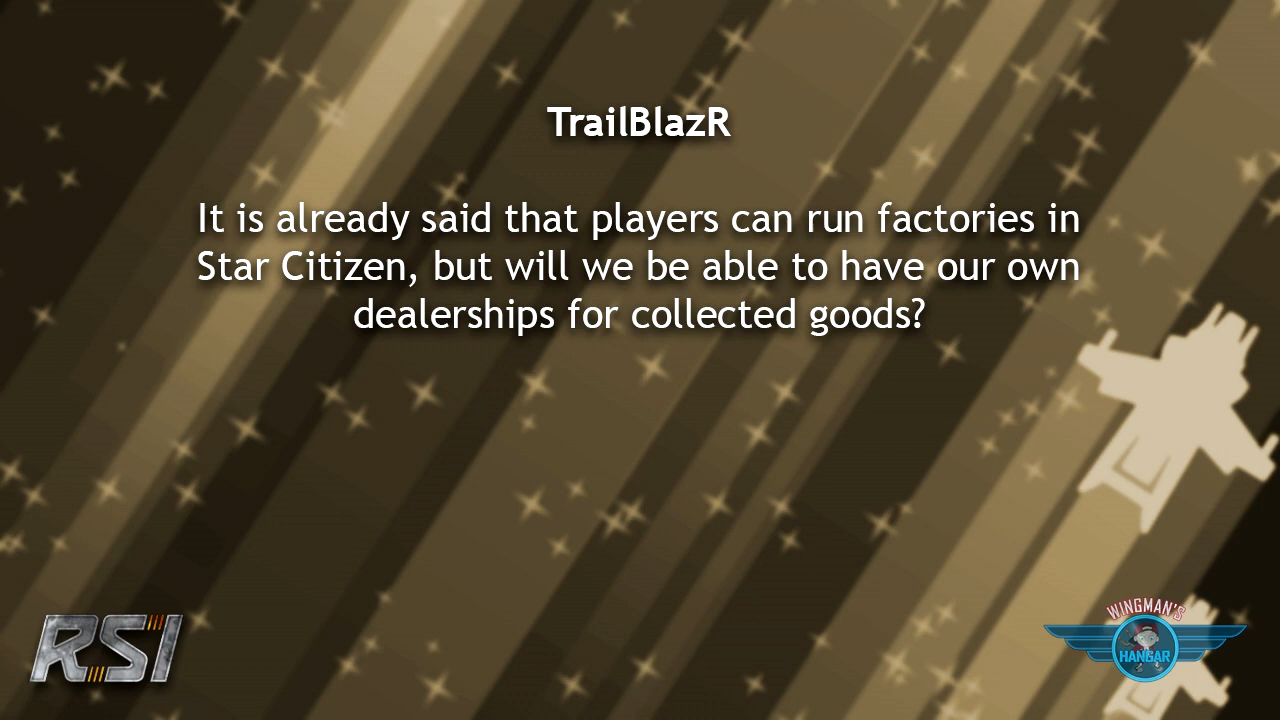 TrailBlazR
It is already said that players can run factories in
Star Citizen, but will we be able to have our own
dealerships for collected goods?
RSI
WINGMAN'S
HANGAR